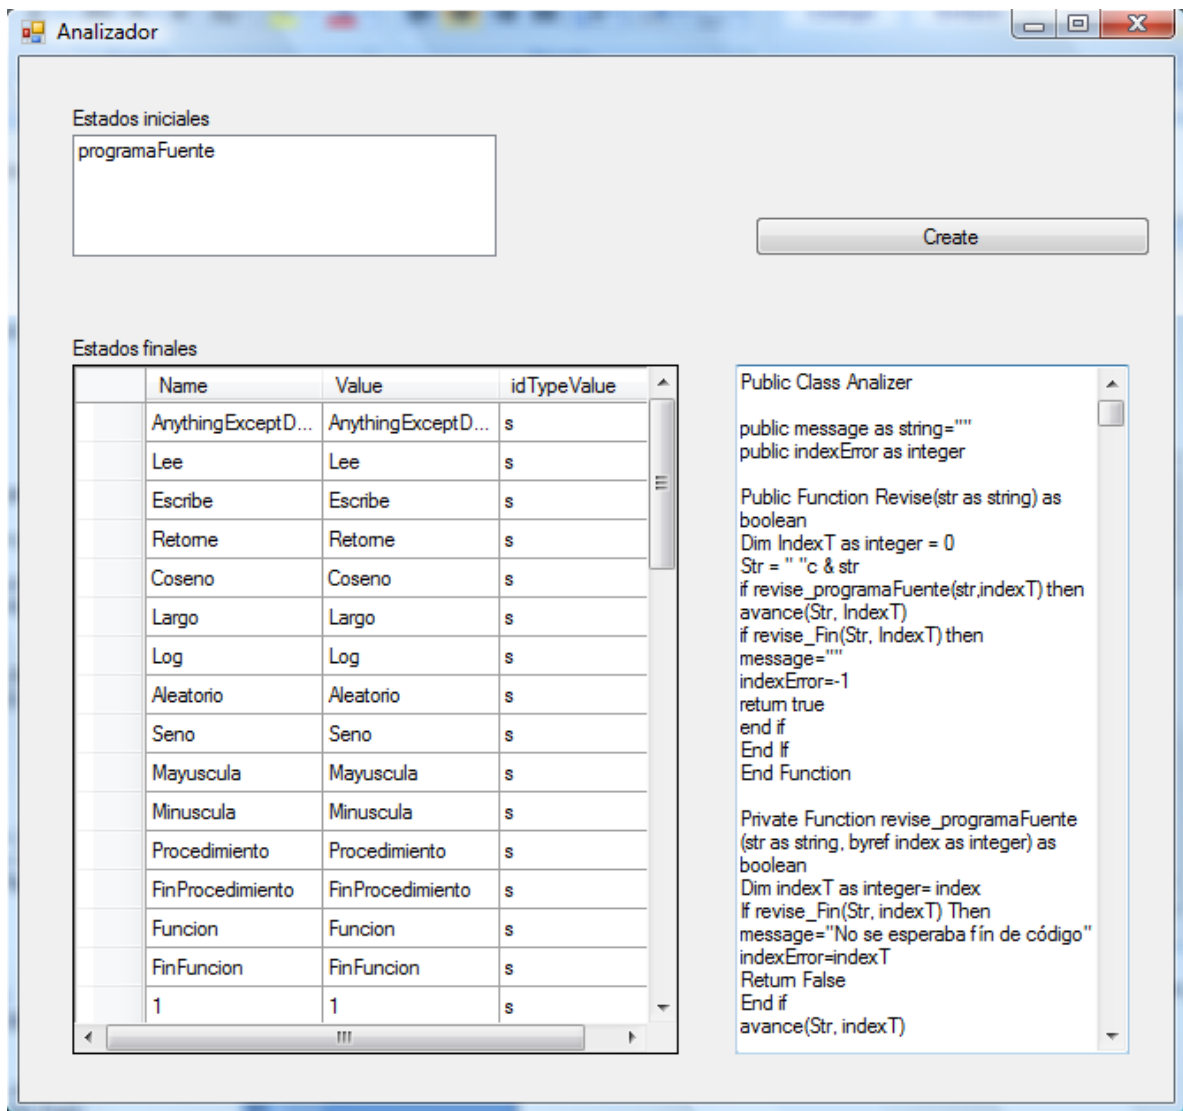 Analizador
Estados iniciales
programaFuente
Create
Estados finales
Name Value idTypeValue
AnythingExceptD... AnythingExceptD... s
Lee Lee s
Escribe Escribe s
Retorne Retorne s
Coseno Coseno s
Largo Largo s
Log Log s
Aleatorio Aleatorio s
Seno Seno s
Mayuscula Mayuscula s
Minuscula Minuscula s
Procedimiento Procedimiento s
FinProcedimiento FinProcedimiento s
Funcion Funcion s
FinFuncion FinFuncion s
1 1 s
Public Class Analizer
public message as string=""
public indexError as integer
Public Function Revise(str as string) as
boolean
Dim IndexT as integer = 0
Str = " "c & str
if revise_programaFuente(str,indexT) then
avance(Str, IndexT)
if revise_Fin(Str, IndexT) then
message=""
indexError=-1
return true
end if
End If
End Function
Private Function revise_programaFuente
(str as string, byref index as integer) as
boolean
Dim indexT as integer= index
If revise_Fin(Str, indexT) Then
message="No se esperaba fín de código"
indexError=indexT
Return False
End if
avance(Str, indexT)